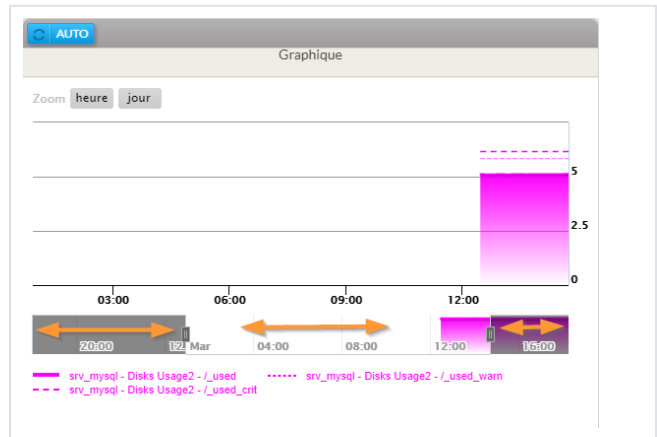 AUTO
Graphique
Zoom heure jour
5
2.5
0
03:00 06:00 09:00 12:00
20:00 12. Mar 04:00 08:00 12:00 16:00
srv_mysql - Disks Usage2 - /_used srv_mysql - Disks Usage2 - /_used_warn
srv_mysql - Disks Usage2 - /_used_crit